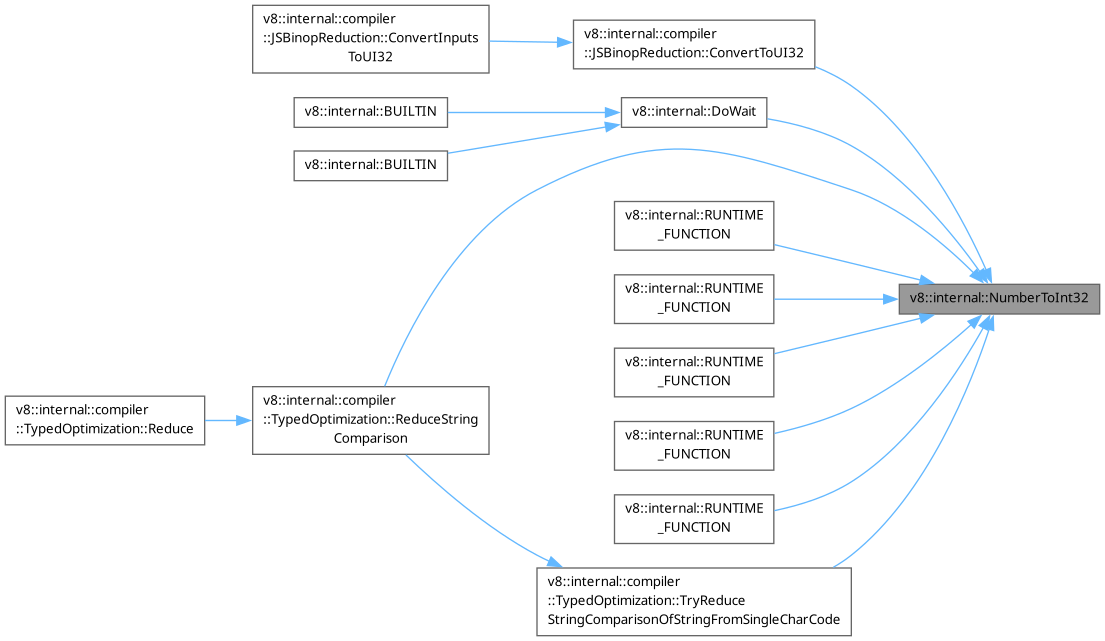 v8::internal::compiler
::JSBinopReduction::ConvertInputs
ToUI32
v8::internal::compiler
::JSBinopReduction::ConvertToUI32
v8::internal::BUILTIN
v8::internal::DoWait
v8::internal::BUILTIN
v8::internal::RUNTIME
_FUNCTION
v8::internal::RUNTIME
_FUNCTION
v8::internal::NumberToInt32
v8::internal::RUNTIME
_FUNCTION
v8::internal::compiler
::TypedOptimization::Reduce
v8::internal::compiler
::TypedOptimization::ReduceString
Comparison
v8::internal::RUNTIME
_FUNCTION
v8::internal::RUNTIME
_FUNCTION
v8::internal::compiler
::TypedOptimization::TryReduce
StringComparisonOfStringFromSingleCharCode